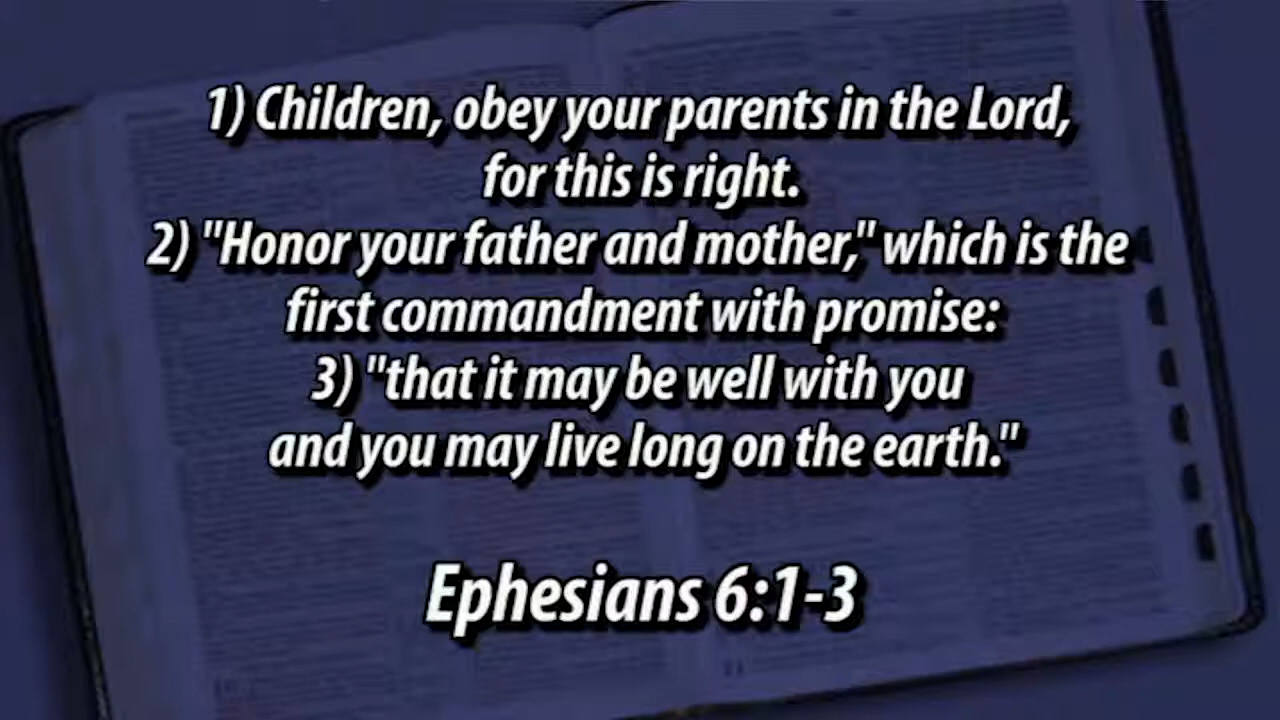 1) Children, obey your parents in the Lord,
for this is right.
2) "Honor your father and mother," which is the
first commandment with promise:
3) "that it may be well with you
and you may live long on the earth."
Ephesians 6:1-3